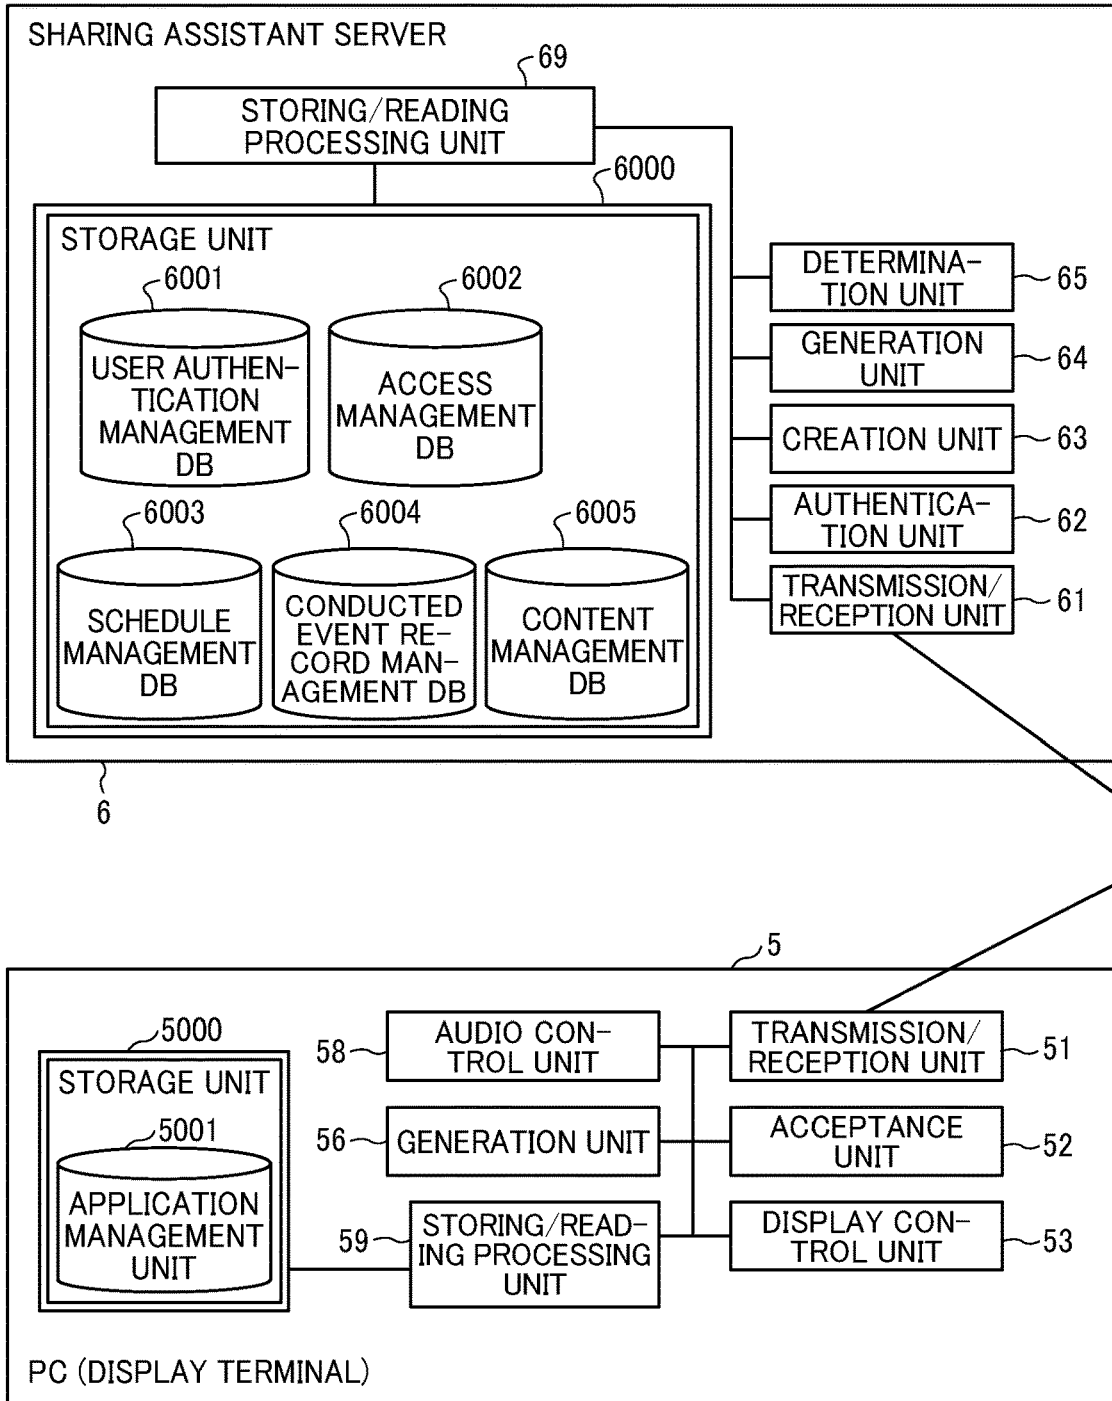 SHARING ASSISTANT SERVER
69
STORING/READING
PROCESSING UNIT
6000
STORAGE UNIT
6001
USER AUTHEN-
TICATION
MANAGEMENT
DB
6002
ACCESS
MANAGEMENT
DB
6003
SCHEDULE
MANAGEMENT
DB
6004
CONDUCTED
EVENT RE-
CORD MAN-
AGEMENT DB
6005
CONTENT
MANAGEMENT
DB
DETERMINA-
TION UNIT
65
GENERATION
UNIT
64
CREATION UNIT
63
AUTHENTICA-
TION UNIT
62
TRANSMISSION/
RECEPTION UNIT
61
6
5
5000
STORAGE UNIT
5001
APPLICATION
MANAGEMENT
UNIT
58
AUDIO CON-
TROL UNIT
56
GENERATION UNIT
59
STORING/READ-
ING PROCESSING
UNIT
TRANSMISSION/
RECEPTION UNIT
51
ACCEPTANCE
UNIT
52
DISPLAY CON-
TROL UNIT
53
PC (DISPLAY TERMINAL)